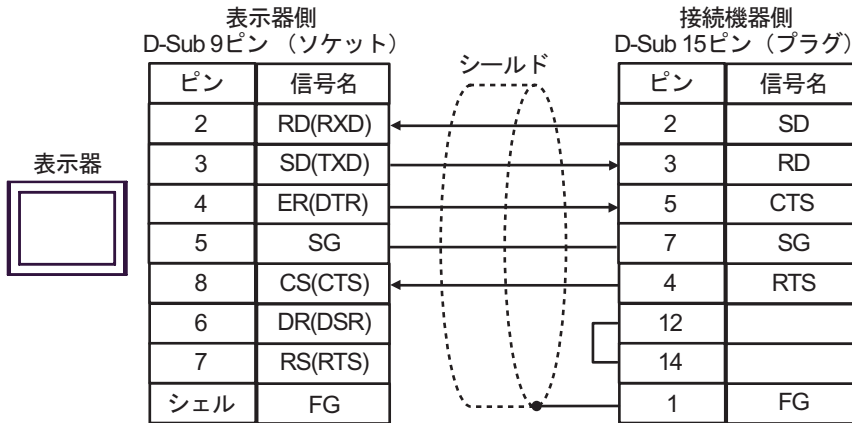 表示器側
D-Sub 9ピン （ソケット）
接続機器側
D-Sub 15ピン（プラグ）
シールド
表示器
ピン 信号名 ピン 信号名
2 RD(RXD) 2 SD
3 SD(TXD) 3 RD
4 ER(DTR) 5 CTS
5 SG 7 SG
8 CS(CTS) 4 RTS
6 DR(DSR) 12
7 RS(RTS) 14
シェル FG 1 FG